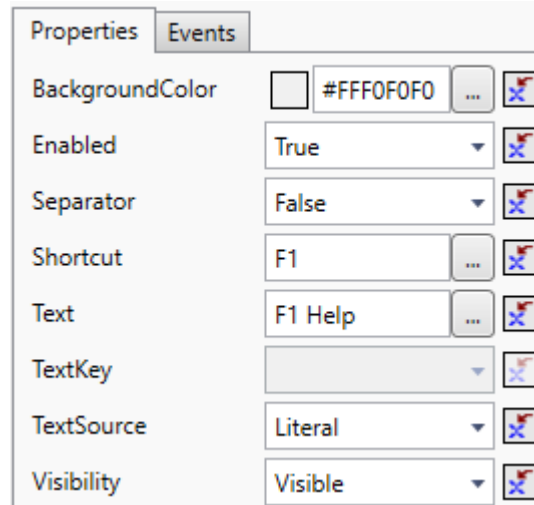 Properties Events
BackgroundColor #FFF0F0F0 ...
Enabled True
Separator False
Shortcut F1 ...
Text F1 Help ...
TextKey
TextSource Literal
Visibility Visible